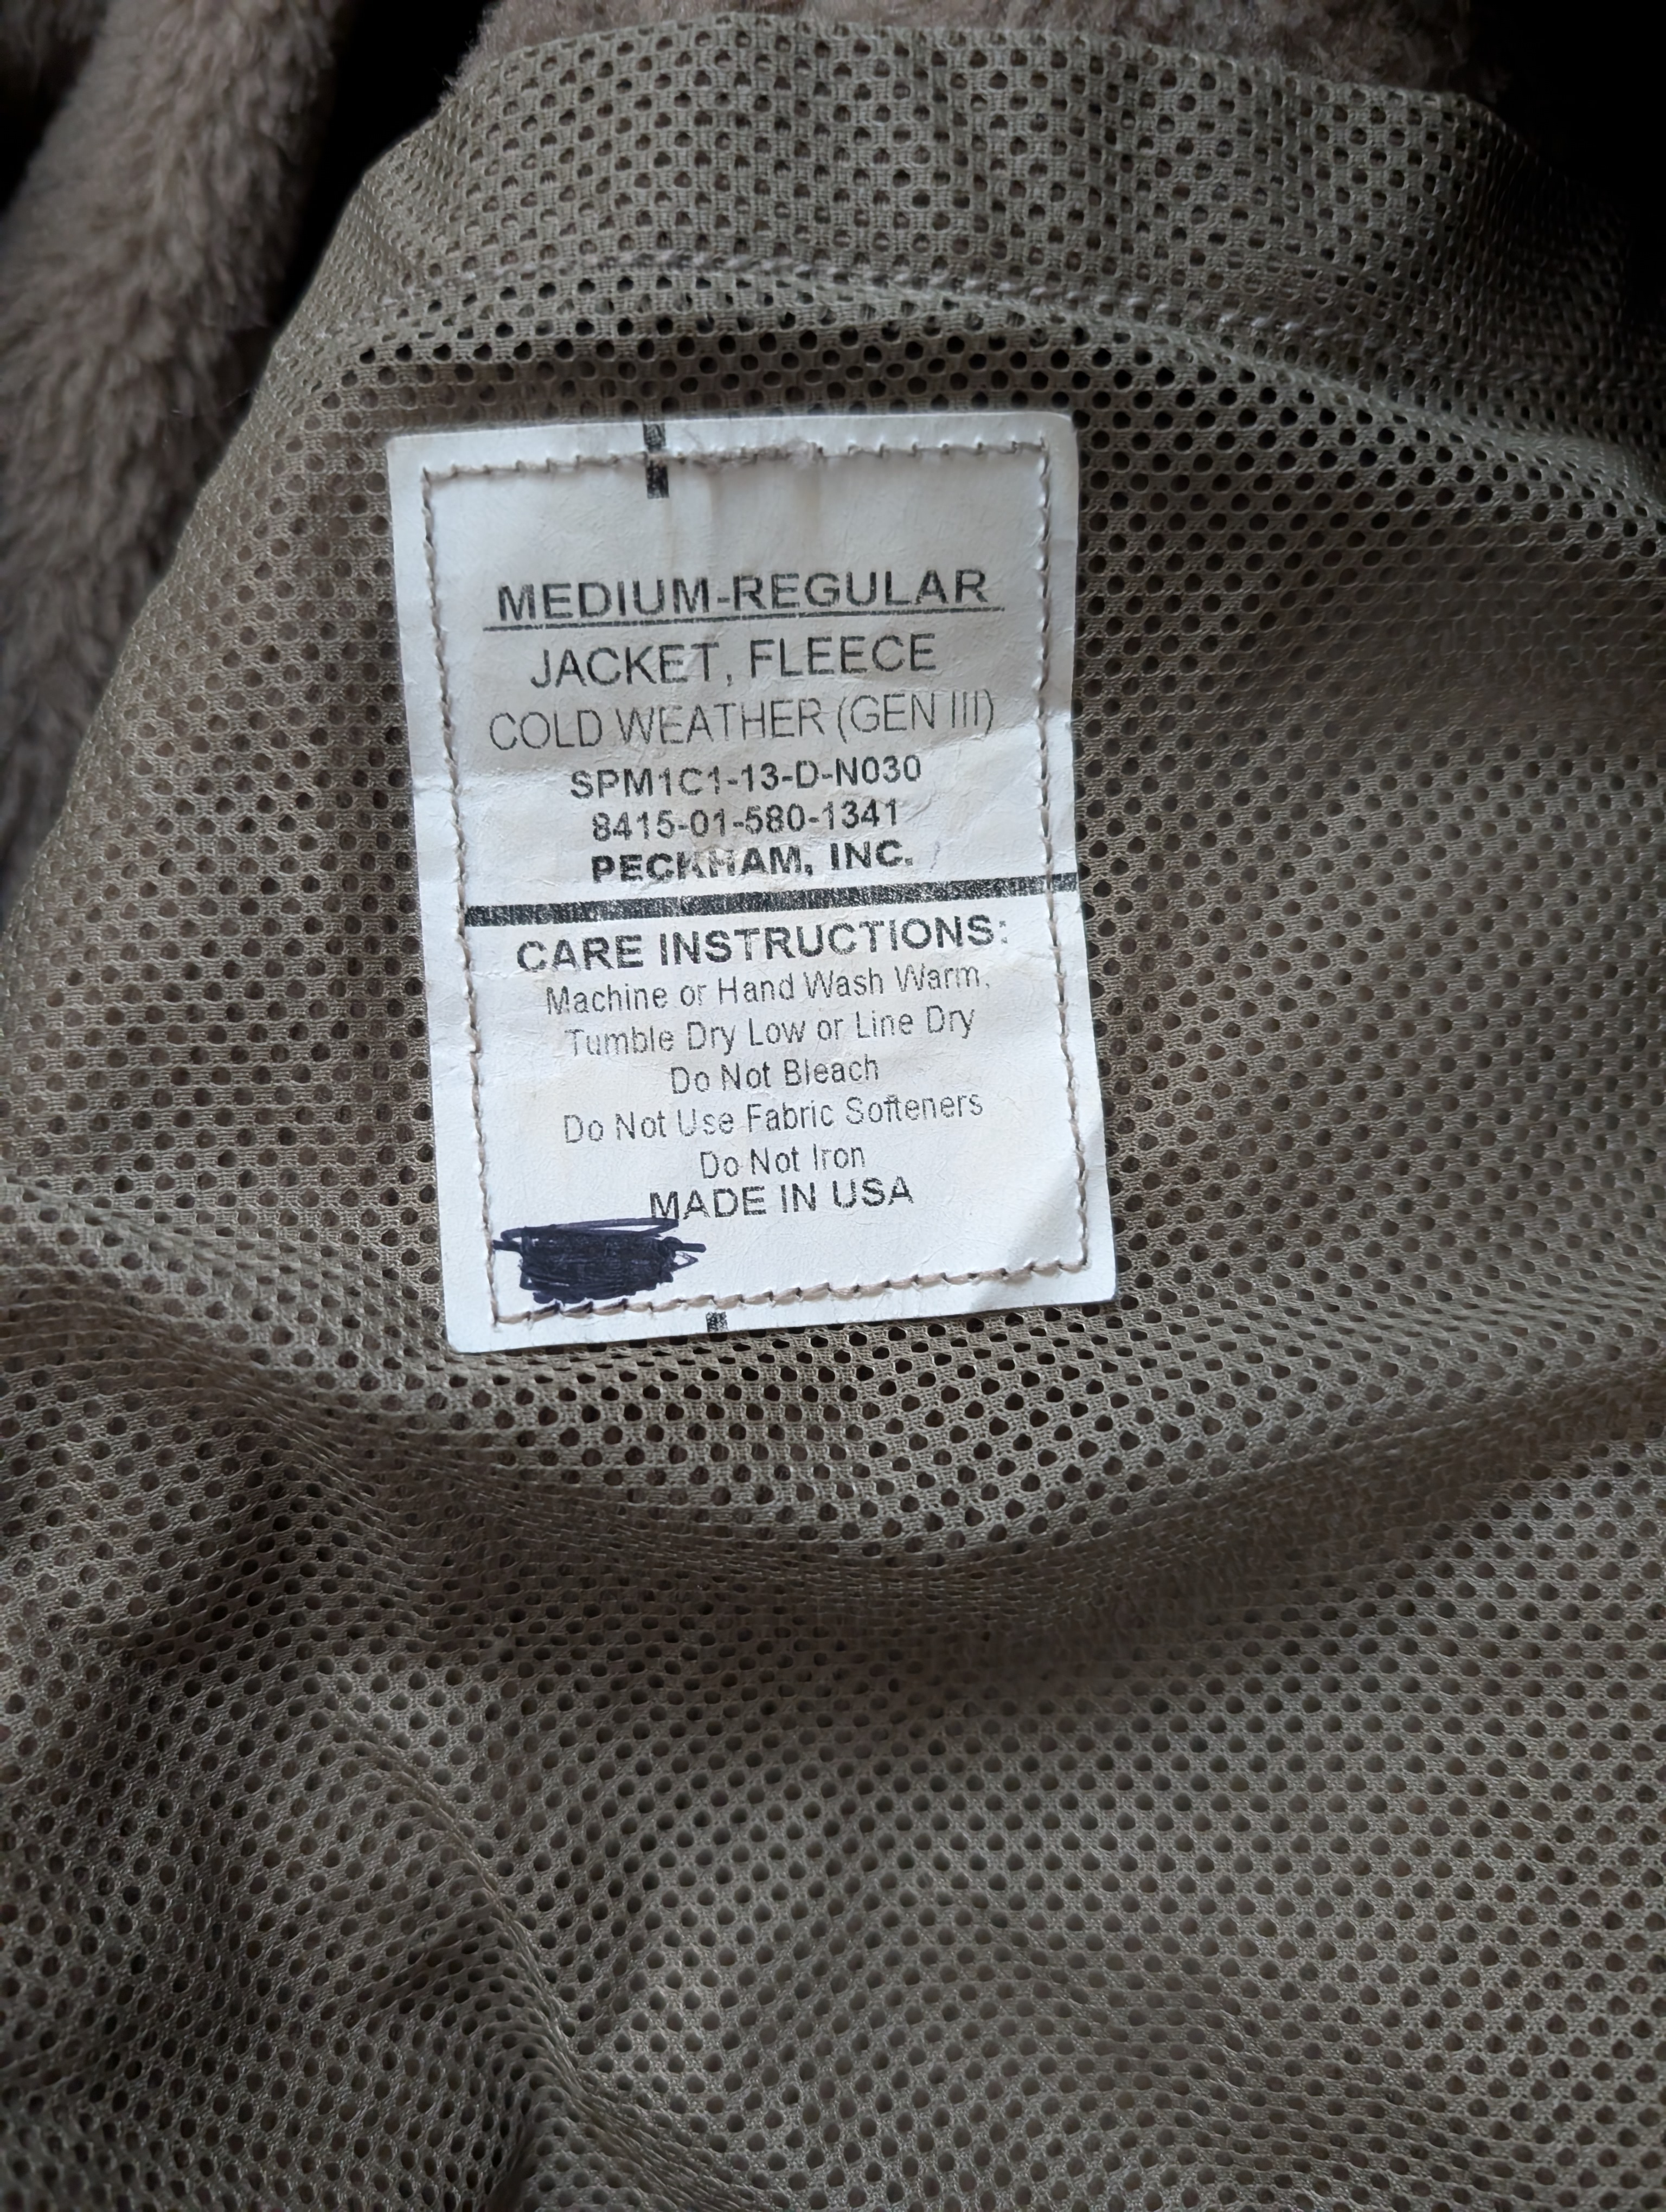 MEDIUM-REGULAR
JACKET, FLEECE
COLD WEATHER (GEN III)
SPM1C1-13-D-N030
8415-01-580-1341
PECKHAM, INC.
CARE INSTRUCTIONS:
Machine or Hand Wash Warm,
Tumble Dry Low or Line Dry
Do Not Bleach
Do Not Use Fabric Softeners
Do Not Iron
MADE IN USA